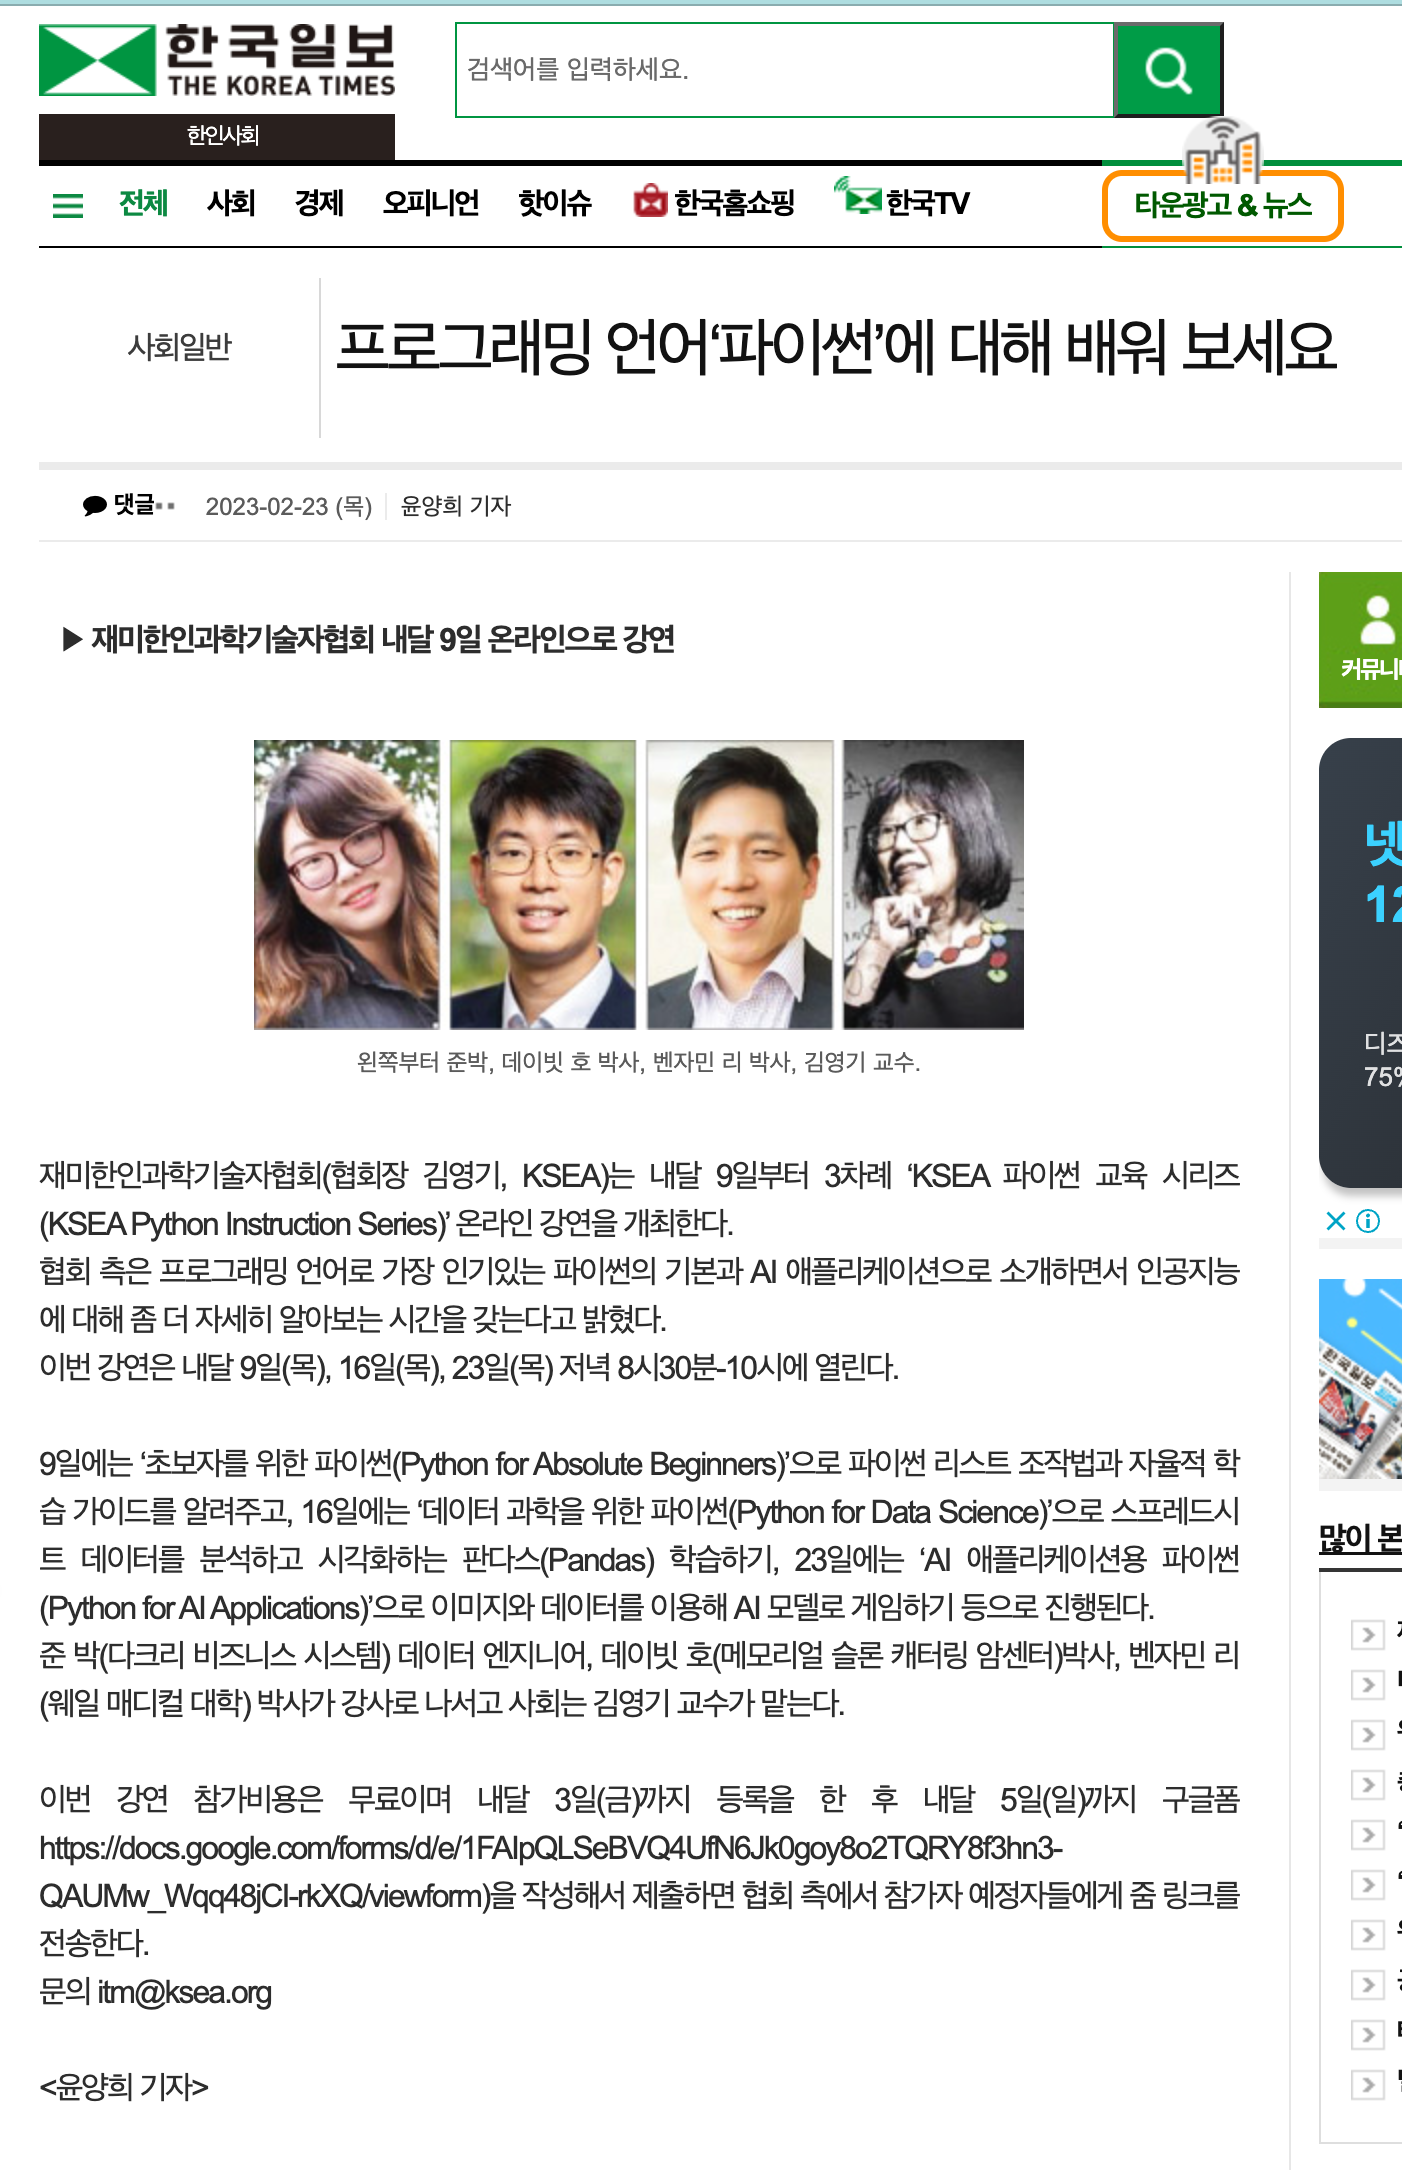 한국일보
THE KOREA TIMES
검색어를 입력하세요.
한인사회
전체 사회 경제 오피니언 핫이슈 한국홈쇼핑 한국TV 타운광고 & 뉴스
사회일반
프로그래밍 언어‘파이썬’에 대해 배워 보세요
댓글 2023-02-23 (목) 윤양희 기자
▶ 재미한인과학기술자협회 내달 9일 온라인으로 강연
왼쪽부터 준박, 데이빗 호 박사, 벤자민 리 박사, 김영기 교수.
재미한인과학기술자협회(협회장 김영기, KSEA)는 내달 9일부터 3차례 ‘KSEA 파이썬 교육 시리즈
(KSEA Python Instruction Series)’ 온라인 강연을 개최한다.
협회 측은 프로그래밍 언어로 가장 인기있는 파이썬의 기본과 AI 애플리케이션으로 소개하면서 인공지능
에 대해 좀 더 자세히 알아보는 시간을 갖는다고 밝혔다.
이번 강연은 내달 9일(목), 16일(목), 23일(목) 저녁 8시30분-10시에 열린다.
9일에는 ‘초보자를 위한 파이썬(Python for Absolute Beginners)’으로 파이썬 리스트 조작법과 자율적 학
습 가이드를 알려주고, 16일에는 ‘데이터 과학을 위한 파이썬(Python for Data Science)’으로 스프레드시
트 데이터를 분석하고 시각화하는 판다스(Pandas) 학습하기, 23일에는 ‘AI 애플리케이션용 파이썬
(Python for AI Applications)’으로 이미지와 데이터를 이용해 AI 모델로 게임하기 등으로 진행된다.
준 박(다크리 비즈니스 시스템) 데이터 엔지니어, 데이빗 호(메모리얼 슬론 캐터링 암센터)박사, 벤자민 리
(웨일 매디컬 대학) 박사가 강사로 나서고 사회는 김영기 교수가 맡는다.
이번 강연 참가비용은 무료이며 내달 3일(금)까지 등록을 한 후 내달 5일(일)까지 구글폼
https://docs.google.com/forms/d/e/1FAIpQLSeBVQ4UfN6Jk0goy8o2TQRY8f3hn3-
QAUMw_Wqq48jCI-rkXQ/viewform)을 작성해서 제출하면 협회 측에서 참가자 예정자들에게 줌 링크를
전송한다.
문의 itm@ksea.org
<윤양희 기자>
커뮤니
넷
12
디즈
75%
한국일보
많이 본